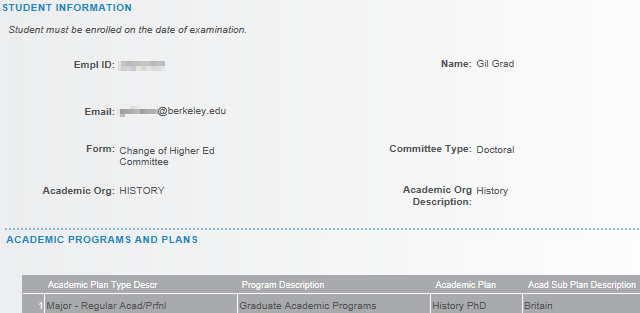 STUDENT INFORMATION
Student must be enrolled on the date of examination.
Empl ID: Name: Gil Grad
Email: @berkeley.edu
Form: Change of Higher Ed Committee Type: Doctoral
Committee
Academic Org: HISTORY Academic Org History
Description:
ACADEMIC PROGRAMS AND PLANS
Academic Plan Type Descr Program Description Academic Plan Acad Sub Plan Description
1 Major - Regular Acad/Prfnl Graduate Academic Programs History PhD Britain